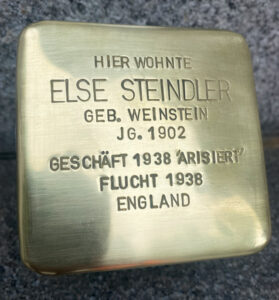 HIER WOHNTE
ELSE STEINDLER
GEB. WEINSTEIN
JG. 1902
GESCHÄFT 1938 "ARISIERT"
FLUCHT 1938
ENGLAND